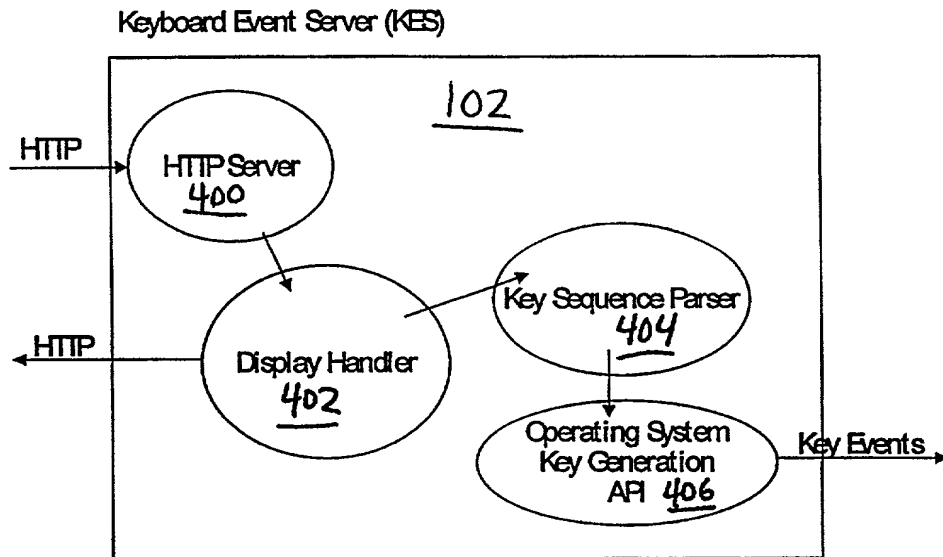 Keyboard Event Server (KES)
102
HTTP
HTTP Server
400
Key Sequence Parser
404
HTTP
Display Handler
402
Operating System
Key Generation
API 406
Key Events